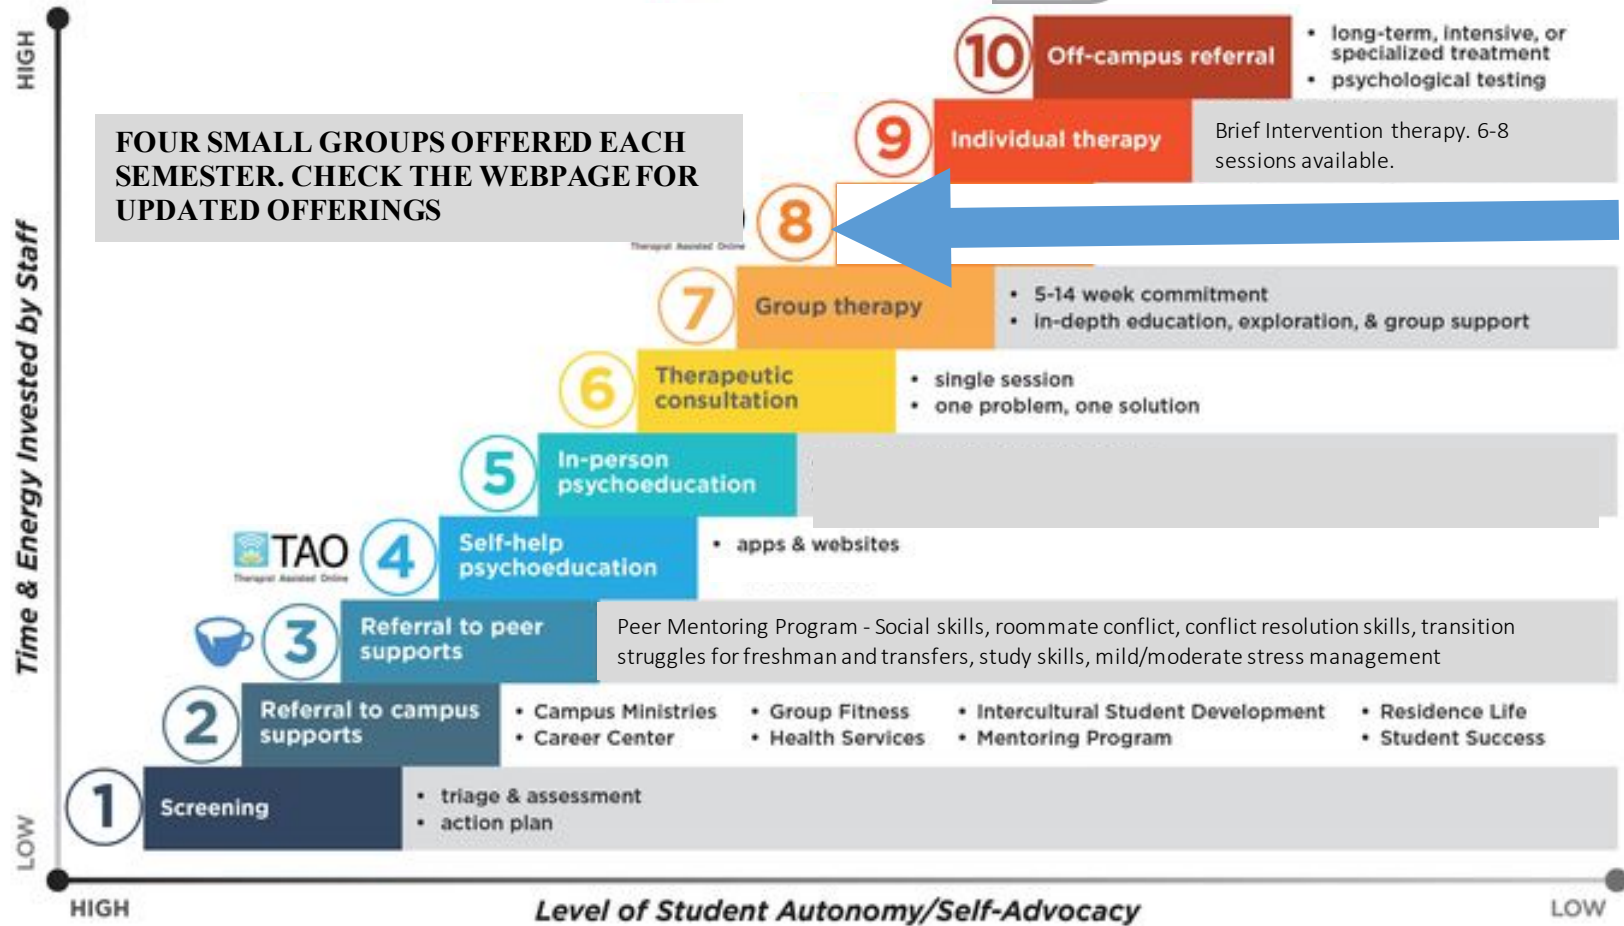 HIGH
10
Off-campus referral
• long-term, intensive, or
specialized treatment
• psychological testing
9
Individual therapy
Brief Intervention therapy. 6-8
sessions available.
FOUR SMALL GROUPS OFFERED EACH
SEMESTER. CHECK THE WEBPAGE FOR
UPDATED OFFERINGS
Therapist Assisted Online
8
7
Group therapy
• 5-14 week commitment
• in-depth education, exploration, & group support
6
Therapeutic
consultation
• single session
• one problem, one solution
5
In-person
psychoeducation
TAO
Therapist Assisted Online
4
Self-help
psychoeducation
• apps & websites
3
Referral to peer
supports
Peer Mentoring Program - Social skills, roommate conflict, conflict resolution skills, transition
struggles for freshman and transfers, study skills, mild/moderate stress management
2
Referral to campus
supports
• Campus Ministries
• Career Center
• Group Fitness
• Health Services
• Intercultural Student Development
• Mentoring Program
• Residence Life
• Student Success
1
Screening
• triage & assessment
• action plan
Time & Energy Invested by Staff
LOW
HIGH
Level of Student Autonomy/Self-Advocacy
LOW